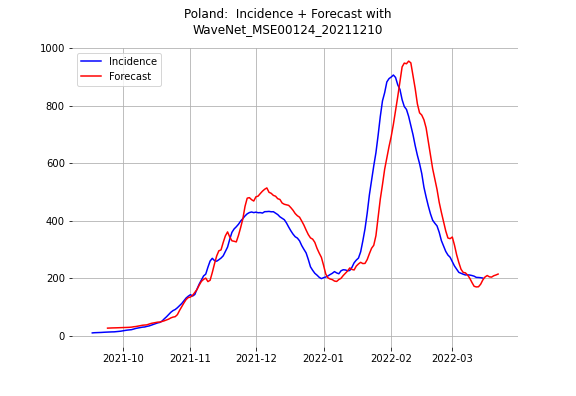 Poland:  Incidence + Forecast with
WaveNet_MSE00124_20211210
Incidence
Forecast
1000
800
600
400
200
0
2021-10 2021-11 2021-12 2022-01 2022-02 2022-03